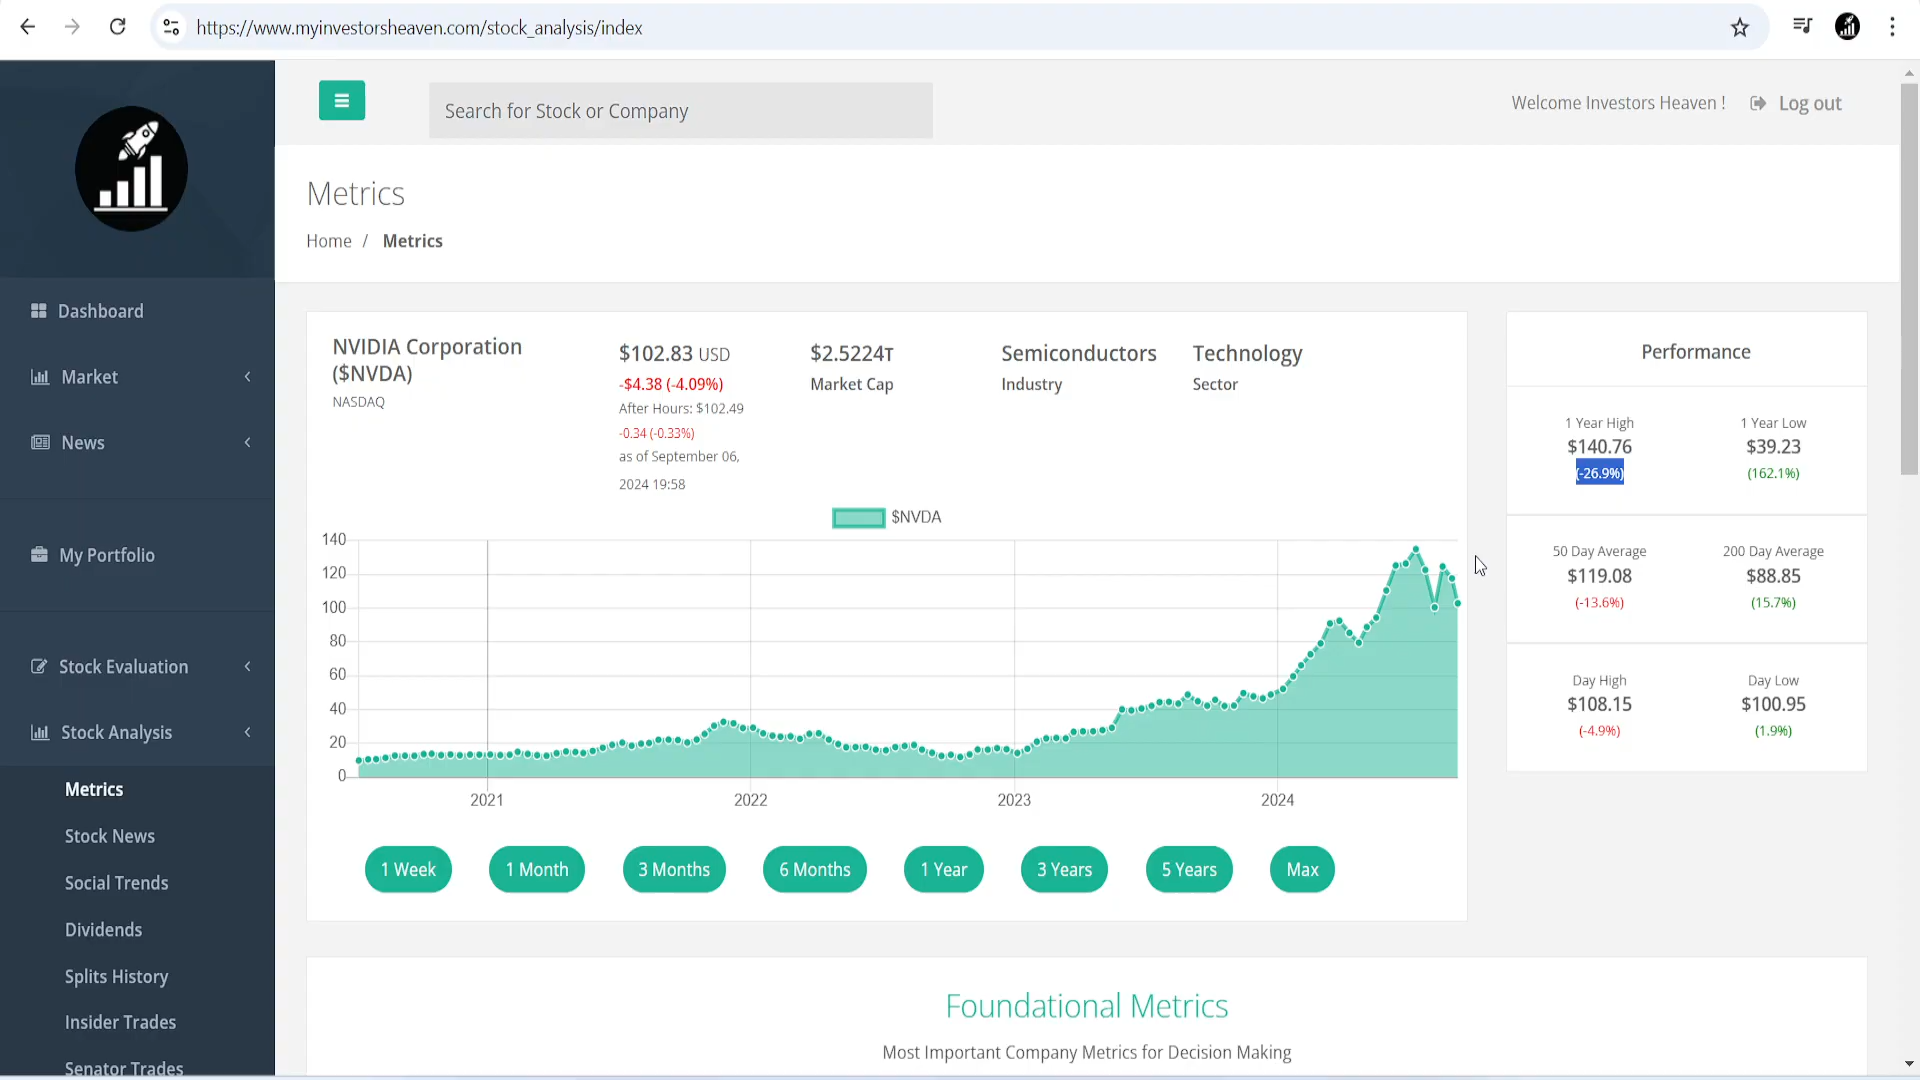 https://www.myinvestorsheaven.com/stock_analysis/index
Search for Stock or Company
Welcome Investors Heaven !
Log out
Metrics
Home / Metrics
Dashboard
Market
News
My Portfolio
Stock Evaluation
Stock Analysis
Metrics
Stock News
Social Trends
Dividends
Splits History
Insider Trades
Senator Trades
NVIDIA Corporation
($NVDA)
NASDAQ
$102.83 USD
-$4.38 (-4.09%)
After Hours: $102.49
-0.34 (-0.33%)
as of September 06,
2024 19:58
$2.5224T
Market Cap
Semiconductors
Industry
Technology
Sector
$NVDA
140
120
100
80
60
40
20
0
2021 2022 2023 2024
1 Week
1 Month
3 Months
6 Months
1 Year
3 Years
5 Years
Max
Performance
1 Year High
$140.76
(-26.9%)
1 Year Low
$39.23
(162.1%)
50 Day Average
$119.08
(-13.6%)
200 Day Average
$88.85
(15.7%)
Day High
$108.15
(-4.9%)
Day Low
$100.95
(1.9%)
Foundational Metrics
Most Important Company Metrics for Decision Making